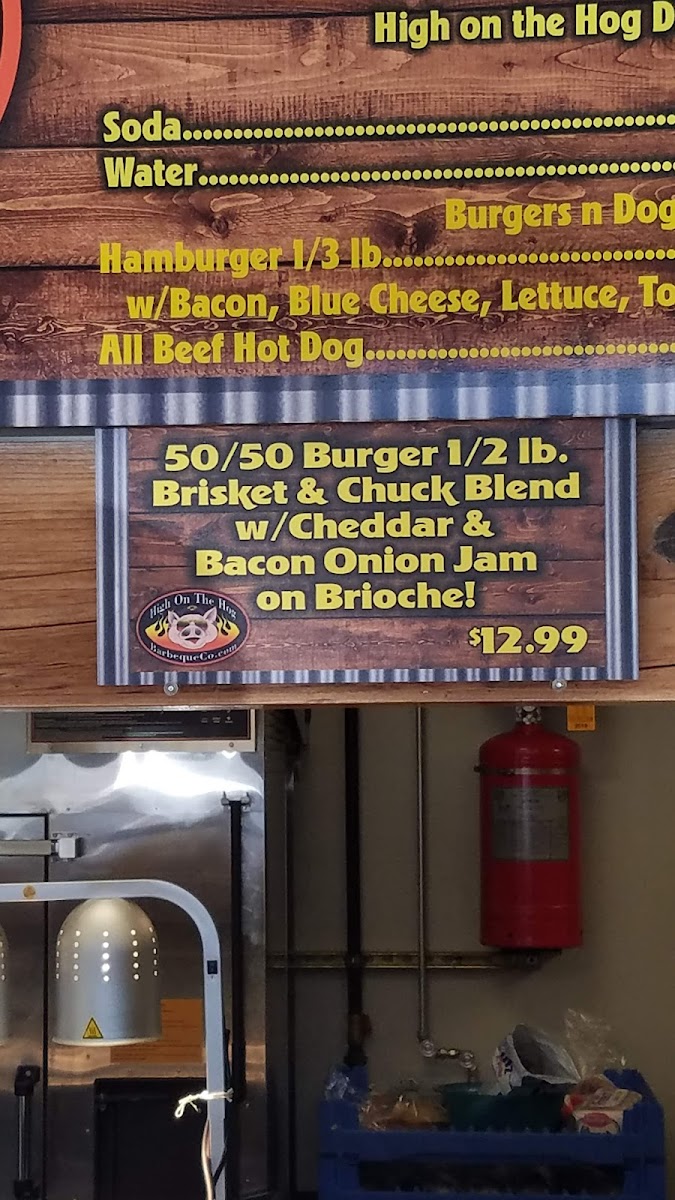 High on the Hog D
Soda
Water
Burgers n Dog
Hamburger 1/3 lb
w/Bacon, Blue Cheese, Lettuce, To
All Beef Hot Dog
50/50 Burger 1/2 lb.
Brisket & Chuck Blend
w/Cheddar &
Bacon Onion Jam
on Brioche!
High On The Hog
BarbequeCo.com
$12.99